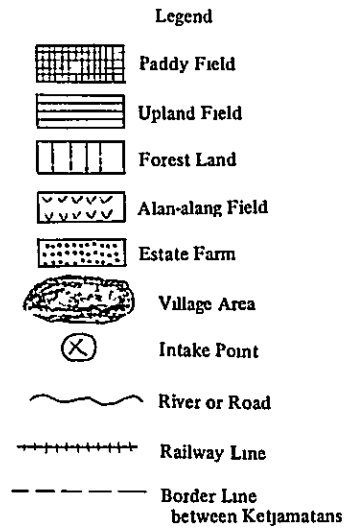 Legend
Paddy Field
Upland Field
Forest Land
Alan-alang Field
Estate Farm
Village Area
Intake Point
River or Road
Railway Line
Border Line
between Ketjamatans